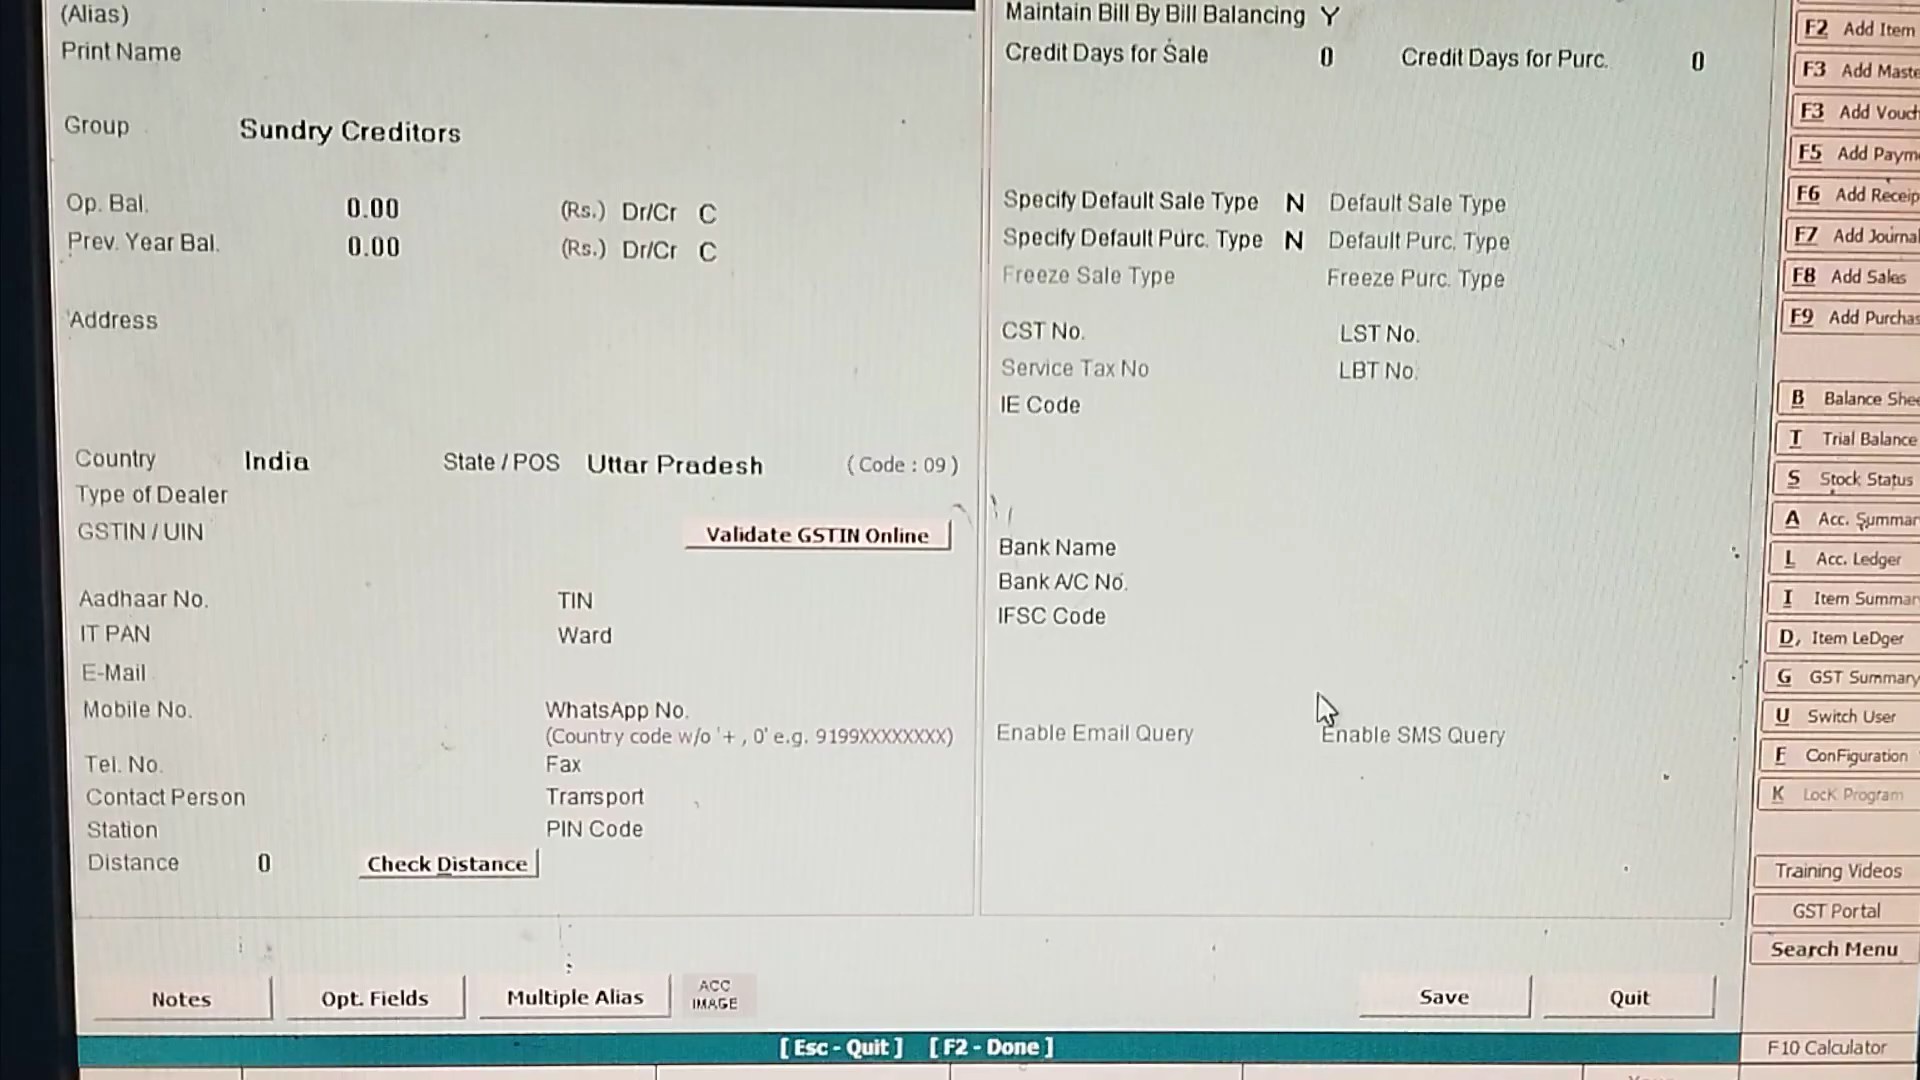 (Alias)
Print Name
Group Sundry Creditors
Op. Bal. 0.00 (Rs.) Dr/Cr C
Prev. Year Bal. 0.00 (Rs.) Dr/Cr C
Address
Country India State / POS Uttar Pradesh ( Code : 09 )
Type of Dealer
GSTIN / UIN Validate GSTIN Online
Aadhaar No. TIN
IT PAN Ward
E-Mail
Mobile No. WhatsApp No.
(Country code w/o '+ , 0' e.g. 9199XXXXXXXX)
Tel. No. Fax
Contact Person Transport
Station PIN Code
Distance 0 Check Distance
Maintain Bill By Bill Balancing Y
Credit Days for Sale 0 Credit Days for Purc. 0
Specify Default Sale Type N Default Sale Type
Specify Default Purc. Type N Default Purc. Type
Freeze Sale Type Freeze Purc. Type
CST No. LST No.
Service Tax No LBT No.
IE Code
Bank Name
Bank A/C No.
IFSC Code
Enable Email Query Enable SMS Query
Notes Opt. Fields Multiple Alias ACC
IMAGE
Save Quit
[ Esc - Quit ] [ F2 - Done ]
F2 Add Item
F3 Add Maste
F3 Add Vouch
F5 Add Payme
F6 Add Receip
F7 Add Journal
F8 Add Sales
F9 Add Purchas
B Balance Shee
T Trial Balance
S Stock Status
A Acc. Summar
L Acc. Ledger
I Item Summar
D, Item LeDger
G GST Summary
U Switch User
F ConFiguration
K LocK Program
Training Videos
GST Portal
Search Menu
F10 Calculator